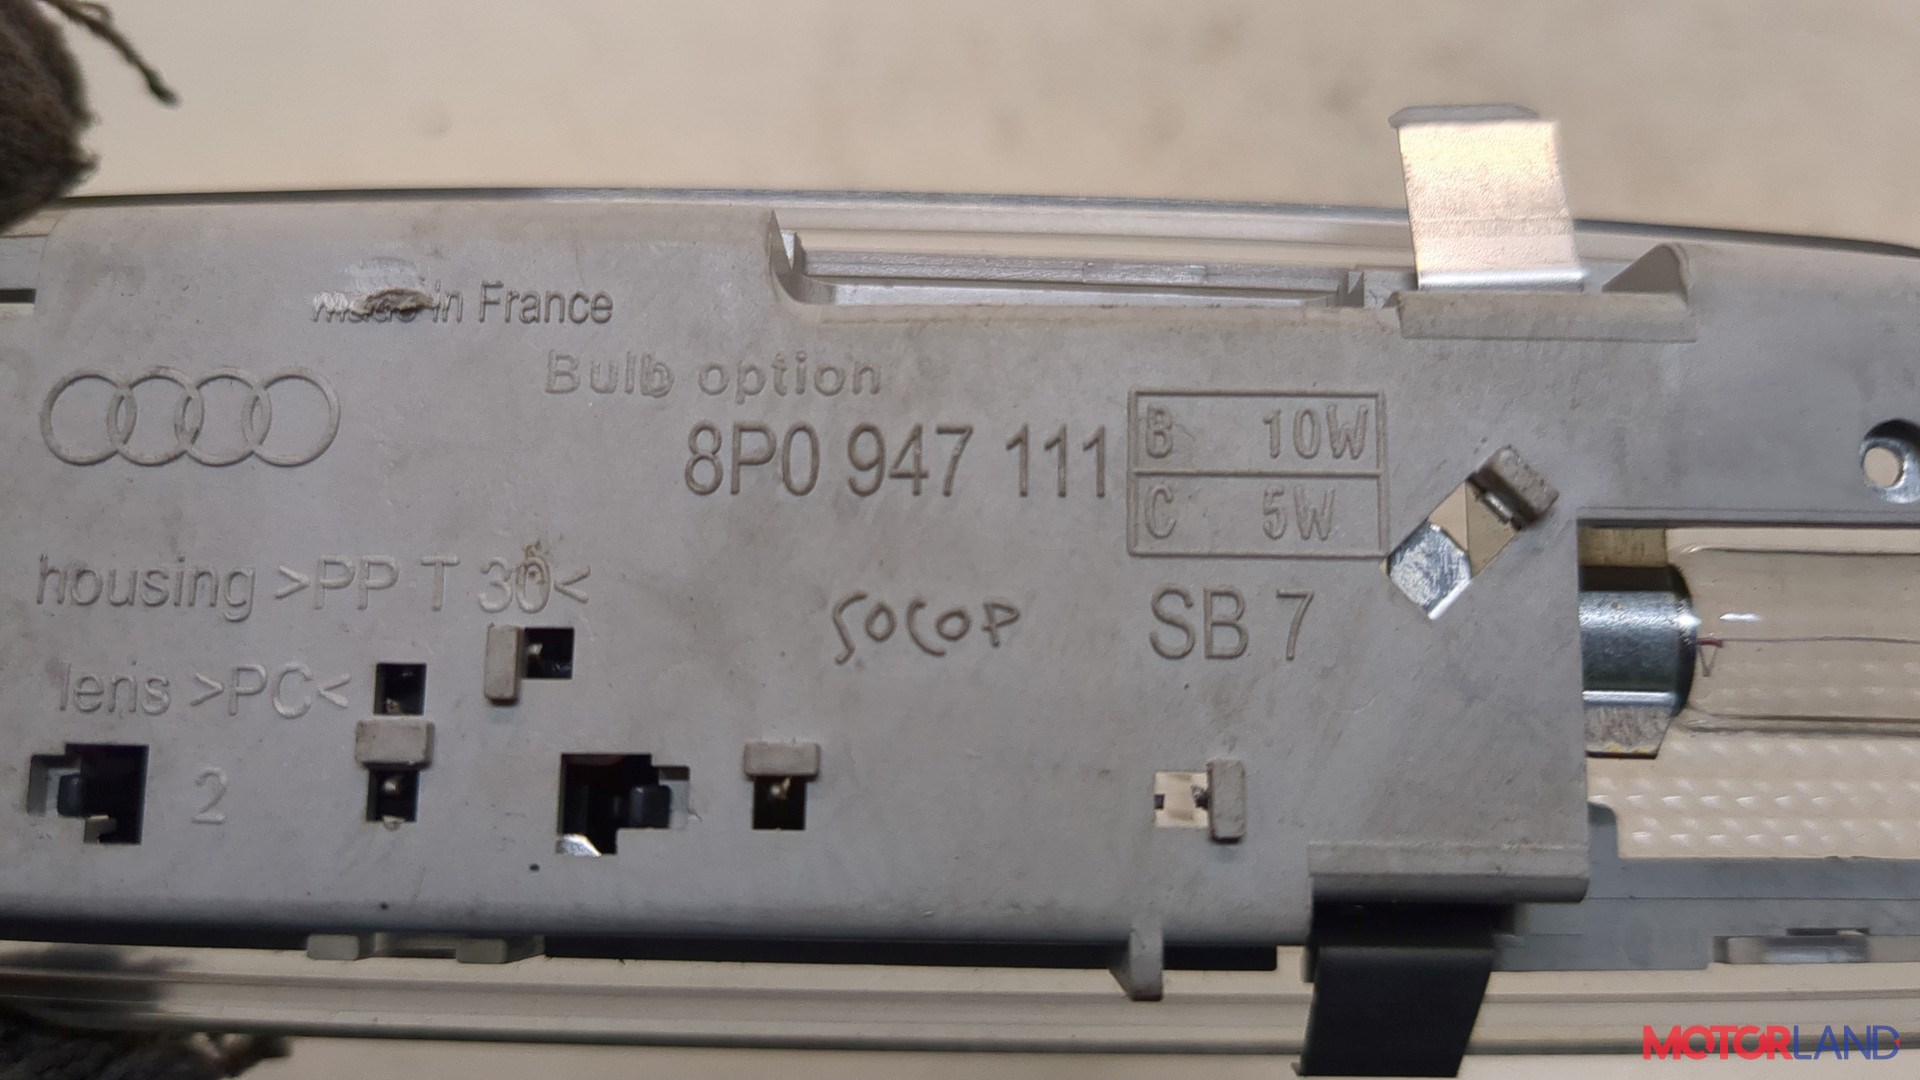 made in France
Bulb option
8P0 947 111
B 10W
C 5W
housing >PP T 30<
SOCOP
SB 7
lens >PC<
2
MOTORLAND